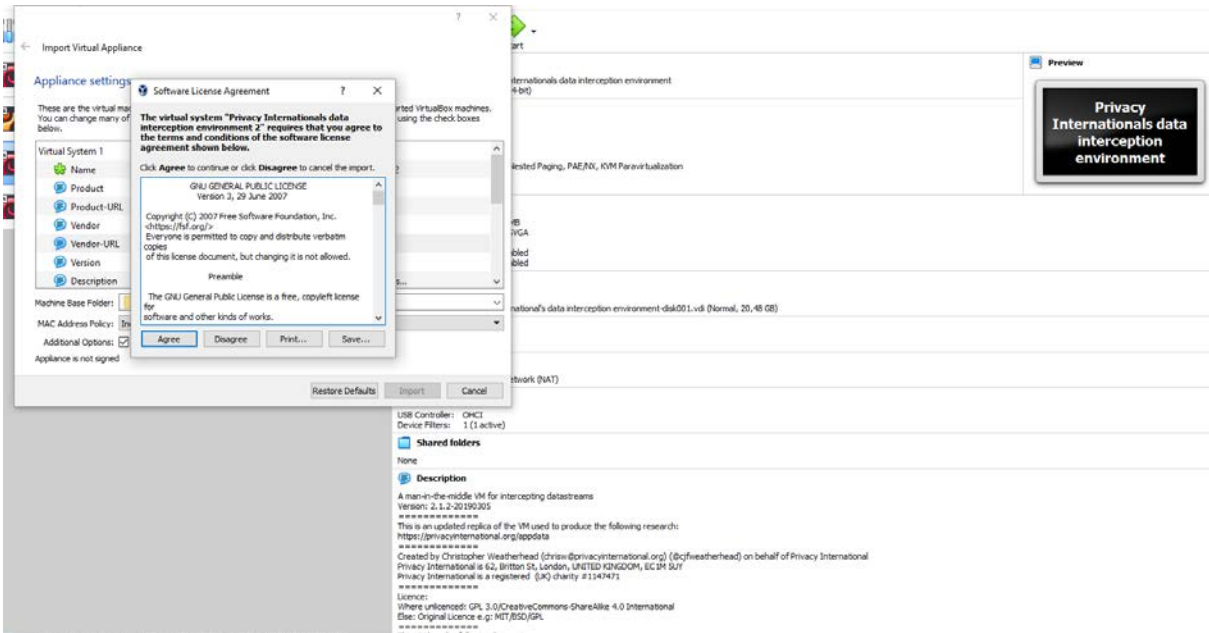 ? ×
← Import Virtual Appliance
Appliance settings
These are the virtual
You can change many of
below.
orted VirtualBox machines.
using the check boxes
Virtual System 1
Name
Product
Product-URL
Vendor
Vendor-URL
Version
Description
Machine Base Folder:
MAC Address Policy:
Additional Options:
Appliance is not signed
Restore Defaults
Import
Cancel
Software License Agreement ? ×
The virtual system "Privacy Internationals data
interception environment 2" requires that you agree to
the terms and conditions of the software license
agreement shown below.
Click Agree to continue or click Disagree to cancel the import.
GNU GENERAL PUBLIC LICENSE
Version 3, 29 June 2007
Copyright (C) 2007 Free Software Foundation, Inc.
<https://fsf.org/>
Everyone is permitted to copy and distribute verbatim
copies
of this license document, but changing it is not allowed.
Preamble
The GNU General Public License is a free, copyleft license
for
software and other kinds of works.
Agree
Disagree
Print...
Save...
art
ternationals data interception environment
4-bit)
Nested Paging, PAE/NX, KVM Paravirtualization
MB
SVGA
bled
bled
national's data interception environment-disk001.vdi (Normal, 20,48 GB)
etwork (NAT)
USB Controller: OHCI
Device Filters: 1 (1 active)
Shared folders
None
Description
A man-in-the-middle VM for intercepting datastreams
Version: 2.1.2-20190305
=============
This is an updated replica of the VM used to produce the following research:
https://privacyinternational.org/appdata
=============
Created by Christopher Weatherhead (chrisw@privacyinternational.org) (@cjfweatherhead) on behalf of Privacy International
Privacy International is 62, Britton St, London, UNITED KINGDOM, EC1M 5UY
Privacy International is a registered (UK) charity #1147471
=============
Licence:
Where unlicenced: GPL 3.0/CreativeCommons-ShareAlike 4.0 International
Else: Original Licence e.g: MIT/BSD/GPL
=============
Preview
Privacy
Internationals data
interception
environment